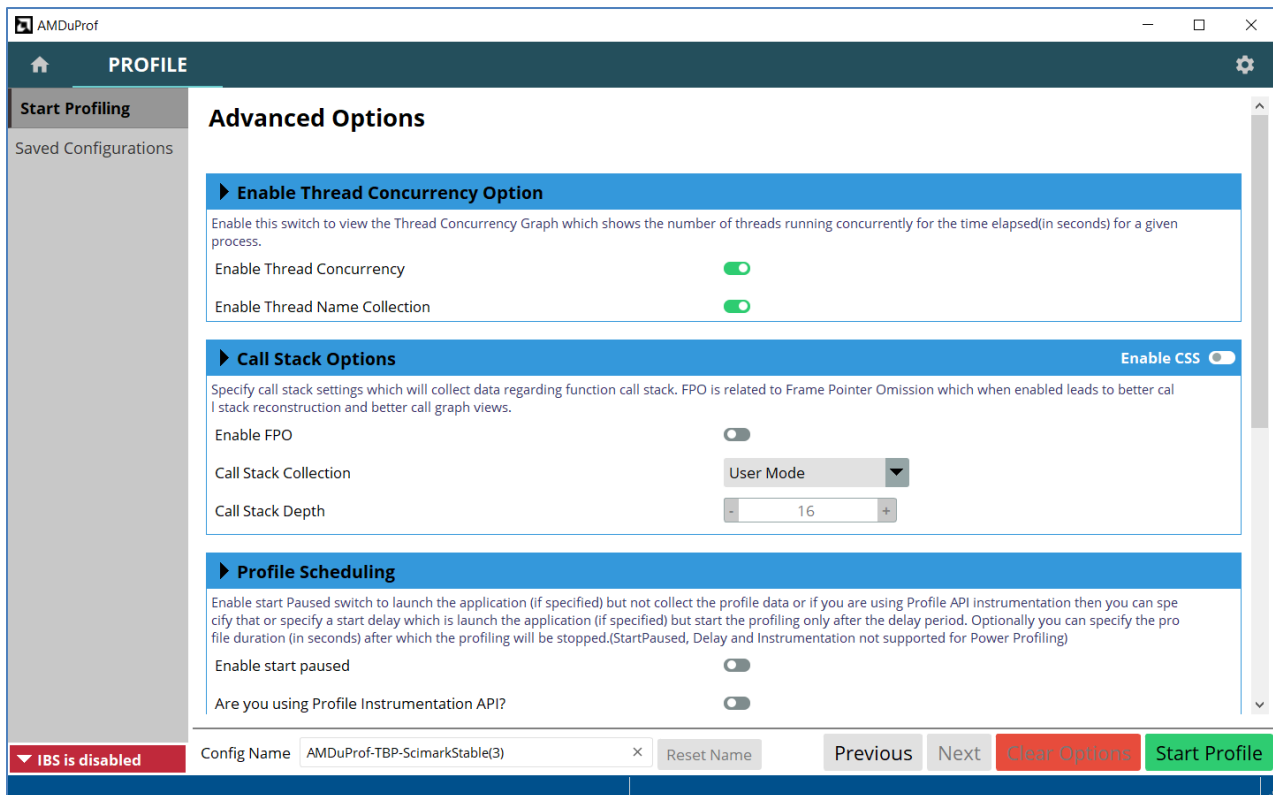 AMDuProf
PROFILE
Start Profiling
Saved Configurations
Advanced Options
Enable Thread Concurrency Option
Enable this switch to view the Thread Concurrency Graph which shows the number of threads running concurrently for the time elapsed(in seconds) for a given
process.
Enable Thread Concurrency
Enable Thread Name Collection
Call Stack Options
Enable CSS
Specify call stack settings which will collect data regarding function call stack. FPO is related to Frame Pointer Omission which when enabled leads to better cal
l stack reconstruction and better call graph views.
Enable FPO
Call Stack Collection
User Mode
Call Stack Depth
- 16 +
Profile Scheduling
Enable start Paused switch to launch the application (if specified) but not collect the profile data or if you are using Profile API instrumentation then you can spe
cify that or specify a start delay which is launch the application (if specified) but start the profiling only after the delay period. Optionally you can specify the pro
file duration (in seconds) after which the profiling will be stopped.(StartPaused, Delay and Instrumentation not supported for Power Profiling)
Enable start paused
Are you using Profile Instrumentation API?
IBS is disabled
Config Name
AMDuProf-TBP-ScimarkStable(3)
Reset Name
Previous
Next
Clear Options
Start Profile